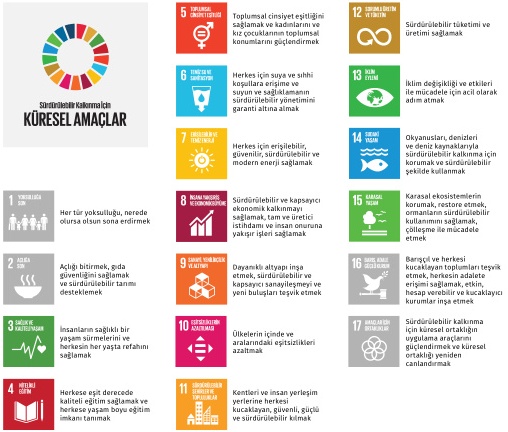 Sürdürülebilir Kalkınma İçin
KÜRESEL AMAÇLAR
1 YOKSULLUĞA
SON
Her tür yoksulluğu, nerede
olursa olsun sona erdirmek
2 AÇLIĞA
SON
Açlığı bitirmek, gıda
güvenliğini sağlamak
ve sürdürülebilir tarımı
desteklemek
3 SAĞLIK VE
KALİTELİ YAŞAM
İnsanların sağlıklı bir
yaşam sürmelerini ve
herkesin her yaşta refahını
sağlamak
4 NİTELİKLİ
EĞİTİM
Herkese eşit derecede
kaliteli eğitim sağlamak ve
herkese yaşam boyu eğitim
imkanı tanımak
5 TOPLUMSAL
CİNSİYET EŞİTLİĞİ
Toplumsal cinsiyet eşitliğini
sağlamak ve kadınların ve
kız çocuklarının toplumsal
konumlarını güçlendirmek
6 TEMİZ SU VE
SANİTASYON
Herkes için suya ve sıhhi
koşullara erişime ve
suyun ve sağlıklamanın
sürdürülebilir yönetimini
garanti altına almak
7 ERİŞİLEBİLİR VE
TEMİZ ENERJİ
Herkes için erişilebilir,
güvenilir, sürdürülebilir ve
modern enerji sağlamak
8 İNSANA YAKIŞIR İŞ
VE EKONOMİK BÜYÜME
Sürdürülebilir ve kapsayıcı
ekonomik kalkınmayı
sağlamak, tam ve üretici
istihdamı ve insan onuruna
yakışır işleri sağlamak
9 SANAYİ, YENİLİKÇİLİK
VE ALTYAPI
Dayanıklı altyapı inşa
etmek, sürdürülebilir ve
kapsayıcı sanayileşmeyi ve
yeni buluşları teşvik etmek
10 EŞİTSİZLİKLERİN
AZALTILMASI
Ülkelerin içinde ve
aralarındaki eşitsizlikleri
azaltmak
11 SÜRDÜRÜLEBİLİR
ŞEHİRLER VE
TOPLULUKLAR
Kentleri ve insan yerleşim
yerlerine herkesi
kucaklayan, güvenli, güçlü
ve sürdürülebilir kılmak
12 SORUMLU ÜRETİM
VE TÜKETİM
Sürdürülebilir tüketimi ve
üretimi sağlamak
13 İKLİM
EYLEMİ
İklim değişikliği ve etkileri
ile mücadele için acil olarak
adım atmak
14 SUDAKİ
YAŞAM
Okyanusları, denizleri
ve deniz kaynaklarıyla
sürdürülebilir kalkınma için
korumak ve sürdürülebilir
şekilde kullanmak
15 KARASAL
YAŞAM
Karasal ekosistemlerin
korumak, restore etmek,
ormanların sürdürülebilir
kullanımını sağlamak,
çölleşme ile mücadele
etmek
16 BARIŞ, ADALET VE
GÜÇLÜ KURUMLAR
Barışçıl ve herkesi
kucaklayan toplumları teşvik
etmek, herkesin adalete
erişimi sağlamak, etkin,
hesap verebilir ve kucaklayıcı
kurumlar inşa etmek
17 AMAÇLAR İÇİN
ORTAKLIKLAR
Sürdürülebilir kalkınma
için küresel ortaklığın
uygulama araçlarını
güçlendirmek ve küresel
ortaklığı yeniden
canlandırmak